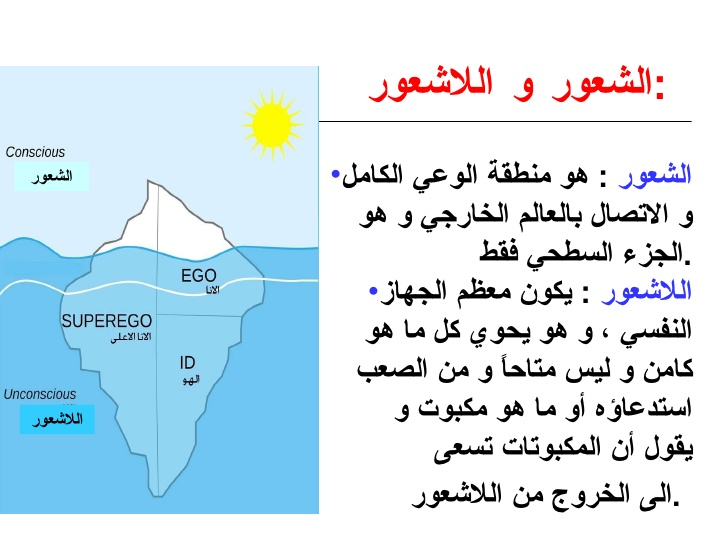 الشعور و اللاشعور:
Conscious
الشعور
EGO
الانا
SUPEREGO
الانا الاعلي
ID
الهو
Unconscious
اللاشعور
•الشعور : هو منطقة الوعي الكامل
و الاتصال بالعالم الخارجي و هو
الجزء السطحي فقط.
•اللاشعور : يكون معظم الجهاز
النفسي ، و هو يحوي كل ما هو
كامن و ليس متاحاً و من الصعب
استدعاؤه أو ما هو مكبوت و
يقول أن المكبوتات تسعى
الى الخروج من اللاشعور.